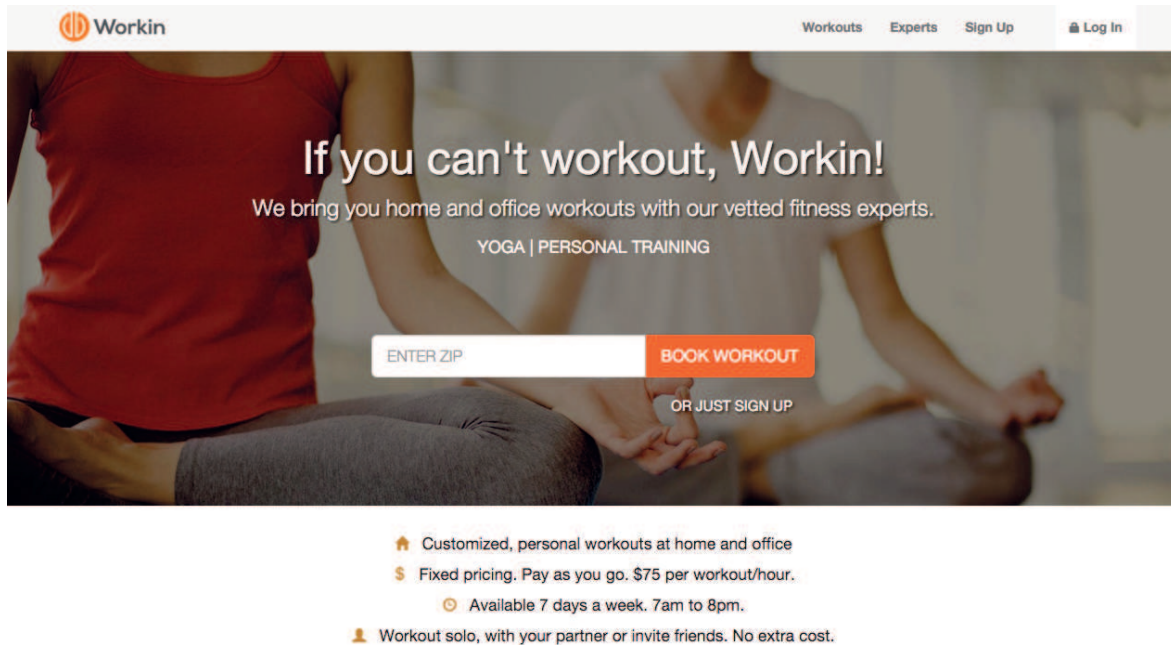 Workin
Workouts Experts Sign Up Log In
If you can't workout, Workin!
We bring you home and office workouts with our vetted fitness experts.
YOGA | PERSONAL TRAINING
ENTER ZIP BOOK WORKOUT
OR JUST SIGN UP
Customized, personal workouts at home and office
$ Fixed pricing. Pay as you go. $75 per workout/hour.
Available 7 days a week. 7am to 8pm.
Workout solo, with your partner or invite friends. No extra cost.